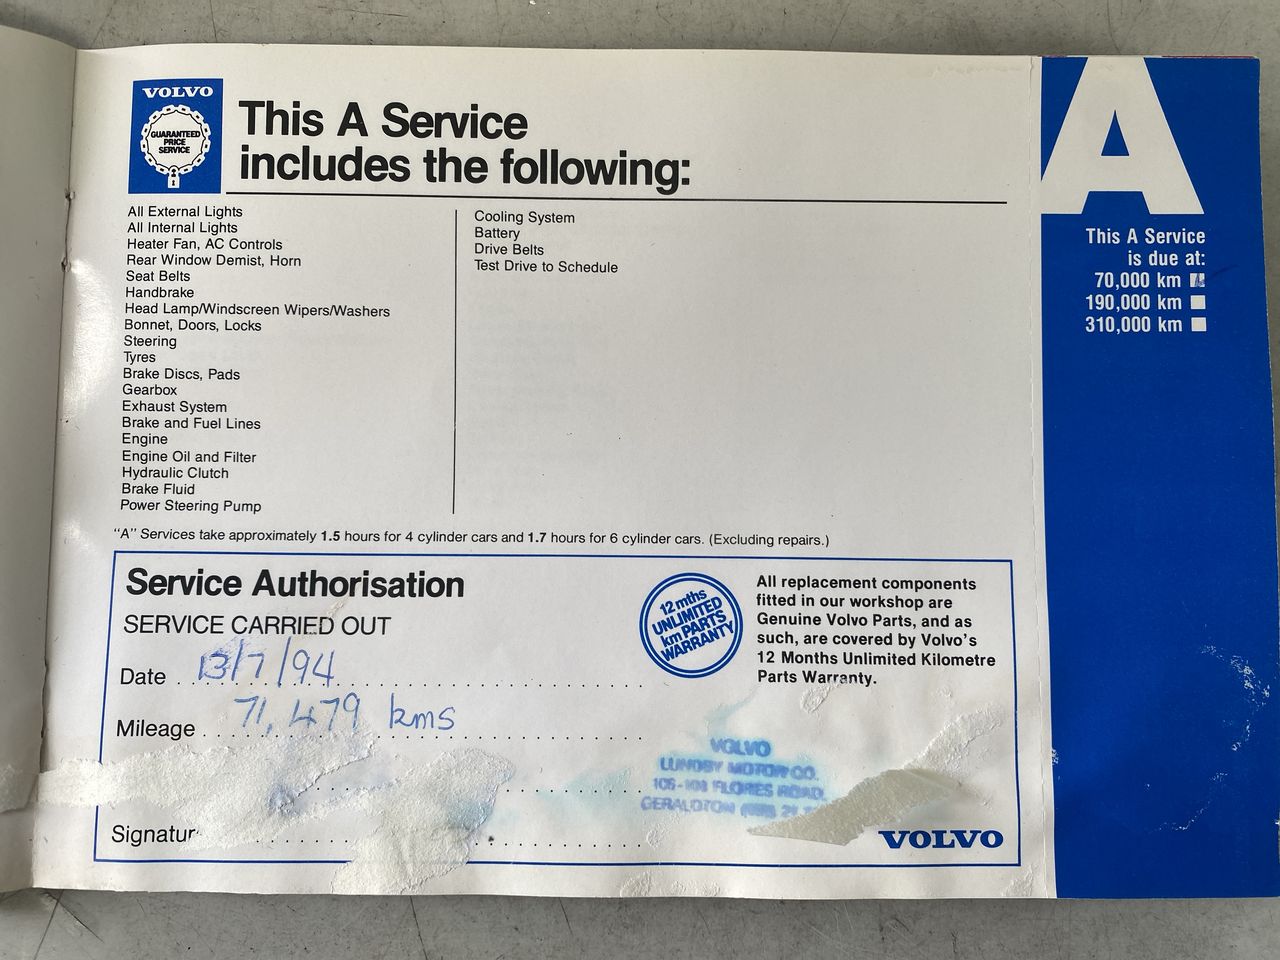 VOLVO
GUARANTEED
PRICE
SERVICE
This A Service
includes the following:
All External Lights
All Internal Lights
Heater Fan, AC Controls
Rear Window Demist, Horn
Seat Belts
Handbrake
Head Lamp/Windscreen Wipers/Washers
Bonnet, Doors, Locks
Steering
Tyres
Brake Discs, Pads
Gearbox
Exhaust System
Brake and Fuel Lines
Engine
Engine Oil and Filter
Hydraulic Clutch
Brake Fluid
Power Steering Pump
Cooling System
Battery
Drive Belts
Test Drive to Schedule
"A" Services take approximately 1.5 hours for 4 cylinder cars and 1.7 hours for 6 cylinder cars. (Excluding repairs.)
Service Authorisation
SERVICE CARRIED OUT
Date 13/7/94
Mileage 71,479 kms
Signatur
12 mths
UNLIMITED
km PARTS
WARRANTY
All replacement components
fitted in our workshop are
Genuine Volvo Parts, and as
such, are covered by Volvo's
12 Months Unlimited Kilometre
Parts Warranty.
VOLVO
LUNDBY MOTOR CO.
FLORES ROAD,
GERALDTON
VOLVO
A
This A Service
is due at:
70,000 km
190,000 km
310,000 km